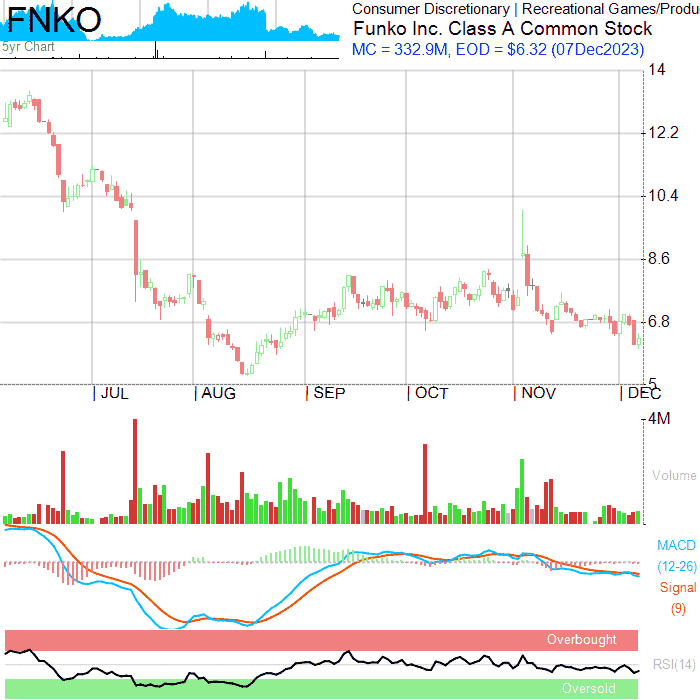 FNKO
5yr Chart
Consumer Discretionary | Recreational Games/Produ
Funko Inc. Class A Common Stock
MC = 332.9M, EOD = $6.32 (07Dec2023)
14
12.2
10.4
8.6
6.8
5
JUL AUG SEP OCT NOV DEC
4M
Volume
MACD
(12-26)
Signal
(9)
Overbought
RSI(14)
Oversold